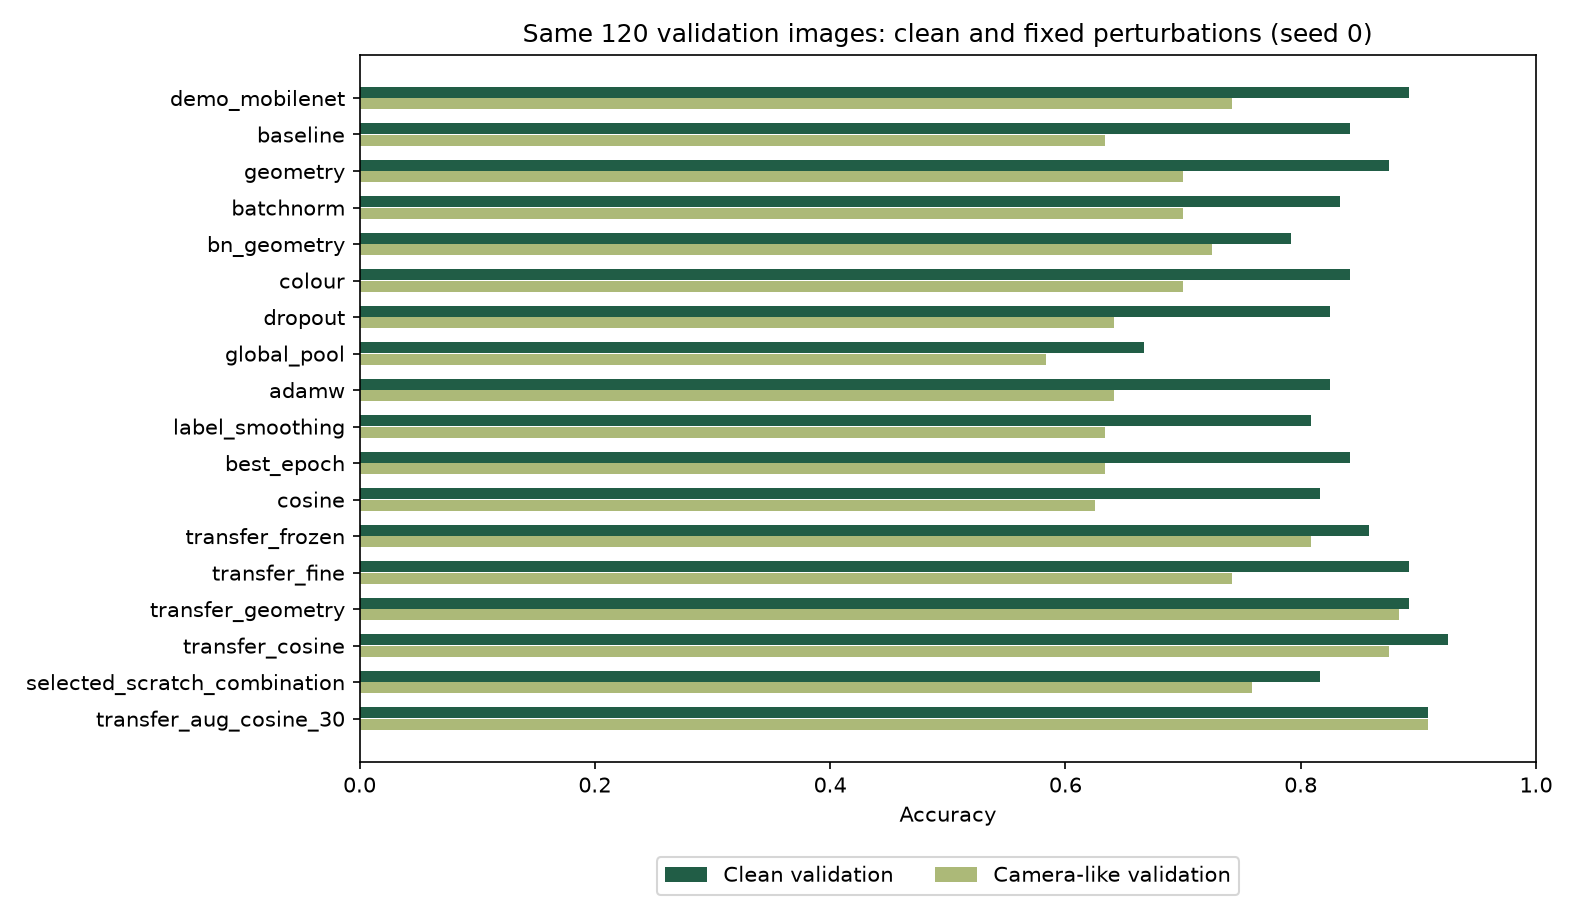 Same 120 validation images: clean and fixed perturbations (seed 0)
demo_mobilenet
baseline
geometry
batchnorm
bn_geometry
colour
dropout
global_pool
adamw
label_smoothing
best_epoch
cosine
transfer_frozen
transfer_fine
transfer_geometry
transfer_cosine
selected_scratch_combination
transfer_aug_cosine_30
0.0 0.2 0.4 0.6 0.8 1.0
Accuracy
Clean validation Camera-like validation